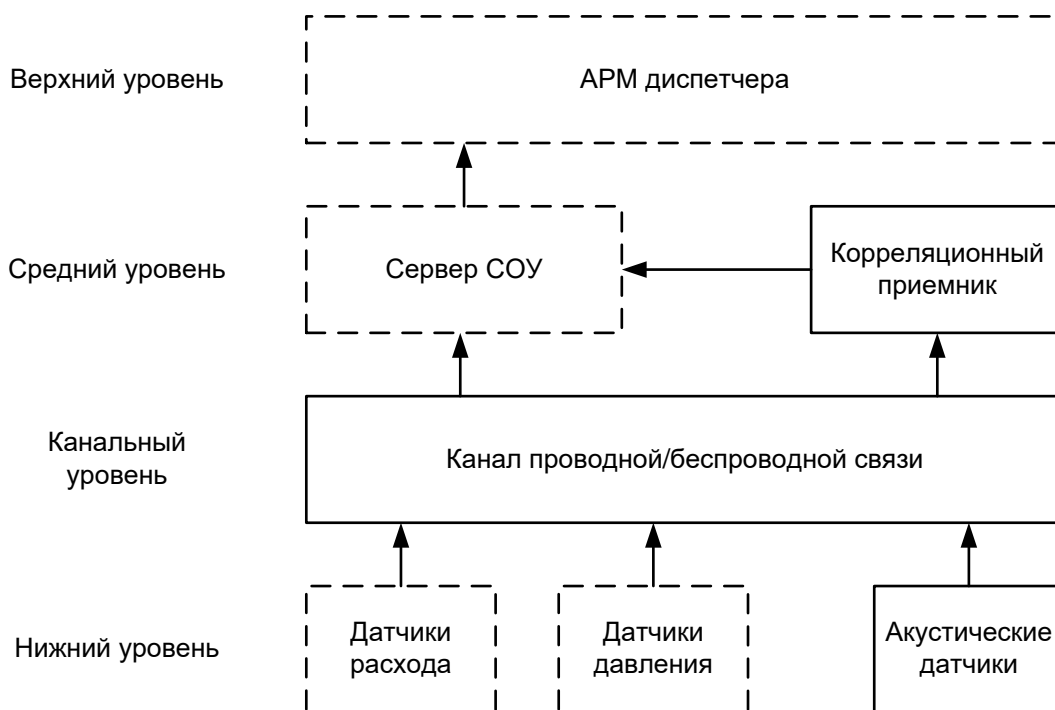 Верхний уровень
АРМ диспетчера
Средний уровень
Сервер СОУ
Корреляционный
приемник
Канальный
уровень
Канал проводной/беспроводной связи
Нижний уровень
Датчики
расхода
Датчики
давления
Акустические
датчики